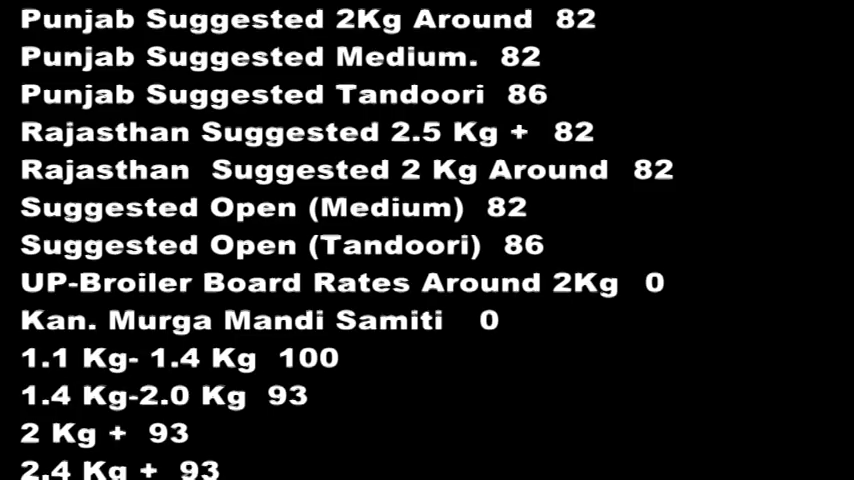 Punjab Suggested 2Kg Around 82
Punjab Suggested Medium. 82
Punjab Suggested Tandoori 86
Rajasthan Suggested 2.5 Kg + 82
Rajasthan Suggested 2 Kg Around 82
Suggested Open (Medium) 82
Suggested Open (Tandoori) 86
UP-Broiler Board Rates Around 2Kg 0
Kan. Murga Mandi Samiti 0
1.1 Kg- 1.4 Kg 100
1.4 Kg-2.0 Kg 93
2 Kg + 93
2.4 Kg + 93